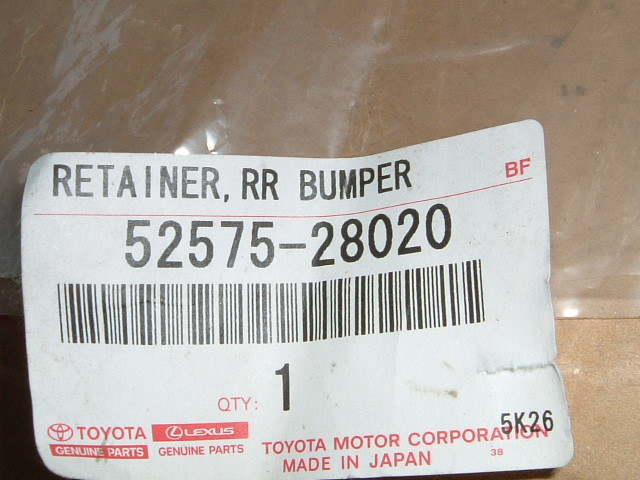 RETAINER, RR BUMPER BF
52575-28020
QTY: 1
5K26
TOYOTA LEXUS
GENUINE PARTS GENUINE PARTS
TOYOTA MOTOR CORPORATION
MADE IN JAPAN 38